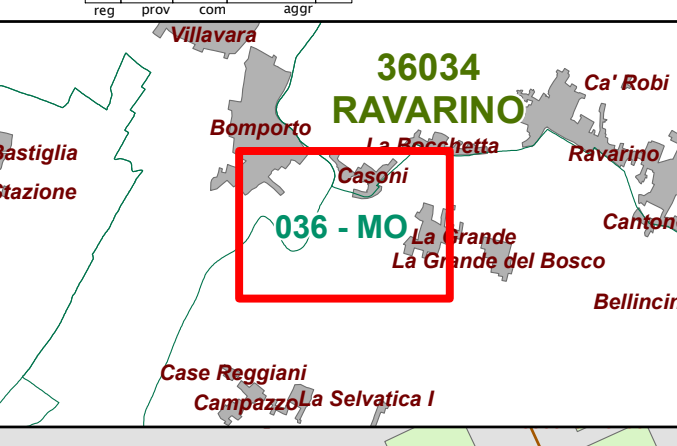 reg prov com aggr
Villavara
36034
RAVARINO
Ca' Robi
Bomporto
La Bocchetta
Bastiglia
Ravarino
Casoni
Stazione
036 - MO
La Grande
Canton
La Grande del Bosco
Bellincin
Case Reggiani
Campazzo
La Selvatica I